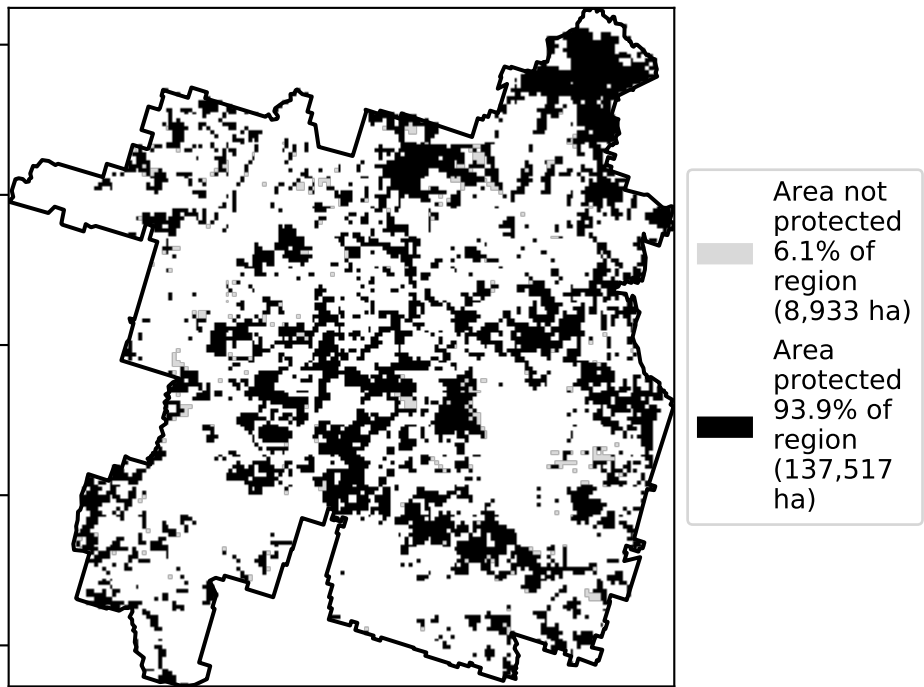 Area not
protected
6.1% of
region
(8,933 ha)
Area
protected
93.9% of
region
(137,517
ha)